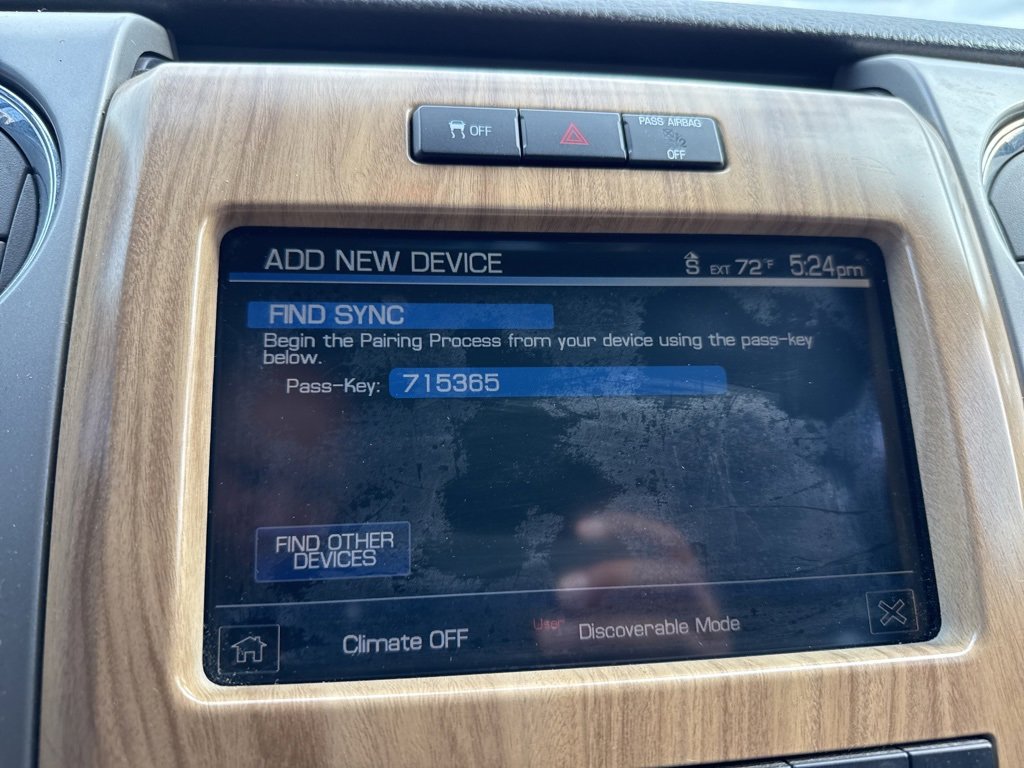 OFF
PASS AIRBAG
OFF
ADD NEW DEVICE
S EXT 72°F 5:24pm
FIND SYNC
Begin the Pairing Process from your device using the pass-key
below.
Pass-Key: 715365
FIND OTHER
DEVICES
Climate OFF
User
Discoverable Mode